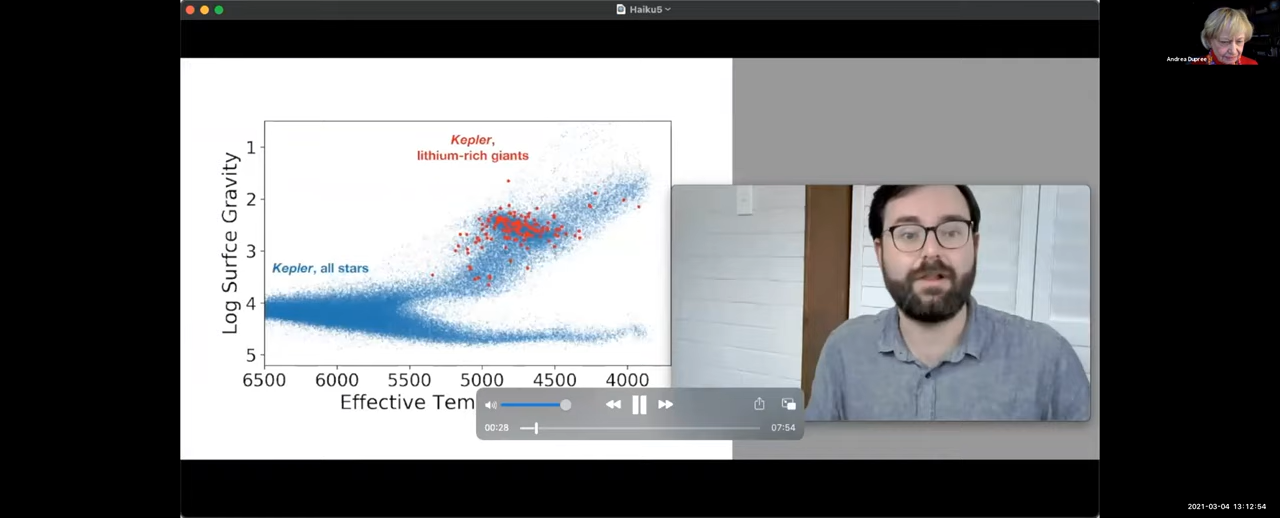 Haiku5
Andrea Dupree
Kepler,
lithium-rich giants
Kepler, all stars
Log Surfce Gravity
1
2
3
4
5
6500 6000 5500 5000 4500 4000
Effective Tem
00:28
07:54
2021-03-04 13:12:54